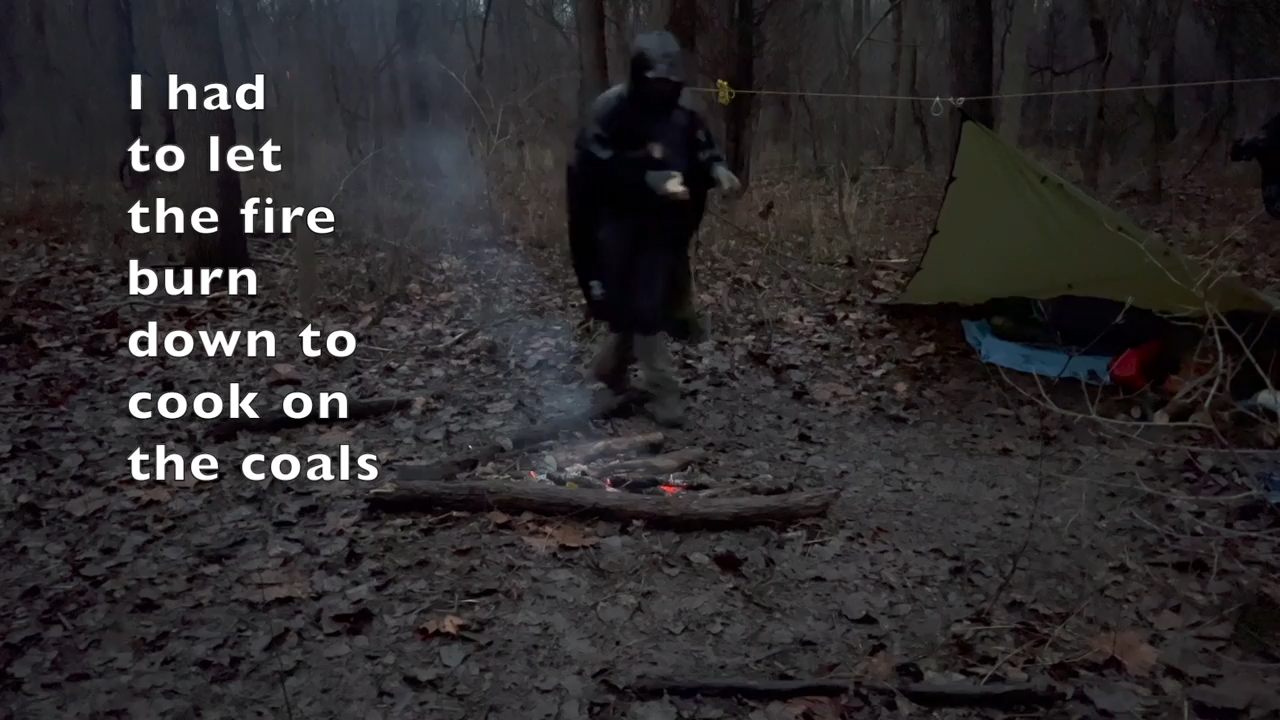 I had
to let
the fire
burn
down to
cook on
the coals